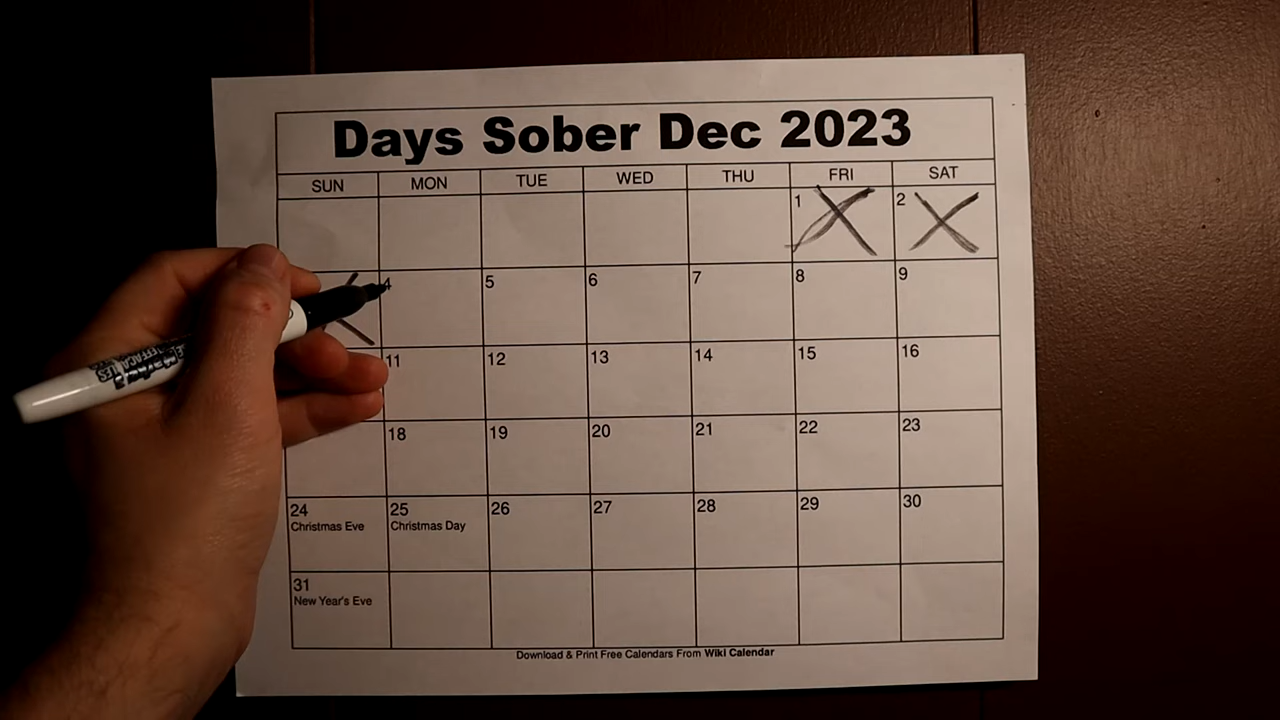 Days Sober Dec 2023
SUN MON TUE WED THU FRI SAT
1 2
4 5 6 7 8 9
11 12 13 14 15 16
18 19 20 21 22 23
24 25 26 27 28 29 30
Christmas Eve Christmas Day
31
New Year's Eve
Download & Print Free Calendars From Wiki Calendar